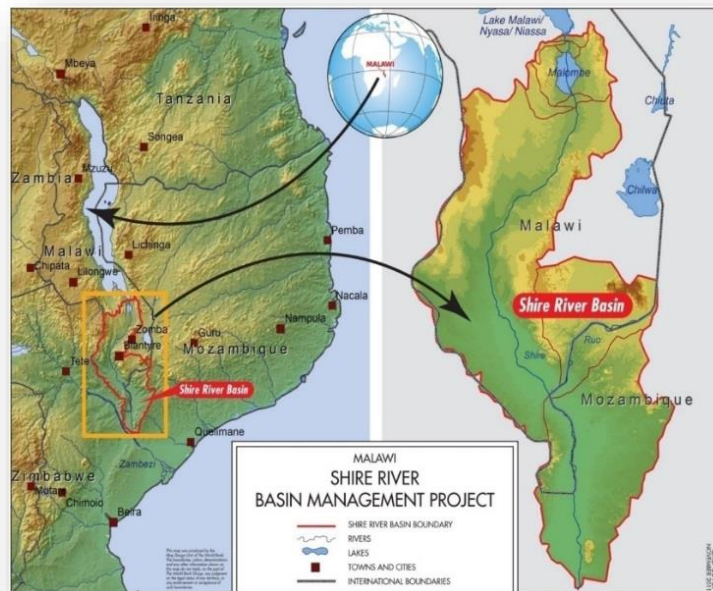 Iringa
Mbeya
Tanzania
Songea
Mzuzu
Zambia
Malawi
Lichinga
Chipata
Lilongwe
Pemba
Nacala
Nampula
Zomba
Blantyre
Guru
Mozambique
Tete
Shire River Basin
Quelimane
Zambezi
Zimbabwe
Chimoio
Beira
MALAWI
Lake Malawi/
Nyasa/ Niassa
Malombe
Chiuta
Chilwa
Malawi
Shire River Basin
Shire
Ruo
Mozambique
MALAWI
SHIRE RIVER
BASIN MANAGEMENT PROJECT
SHIRE RIVER BASIN BOUNDARY
RIVERS
LAKES
TOWNS AND CITIES
INTERNATIONAL BOUNDARIES